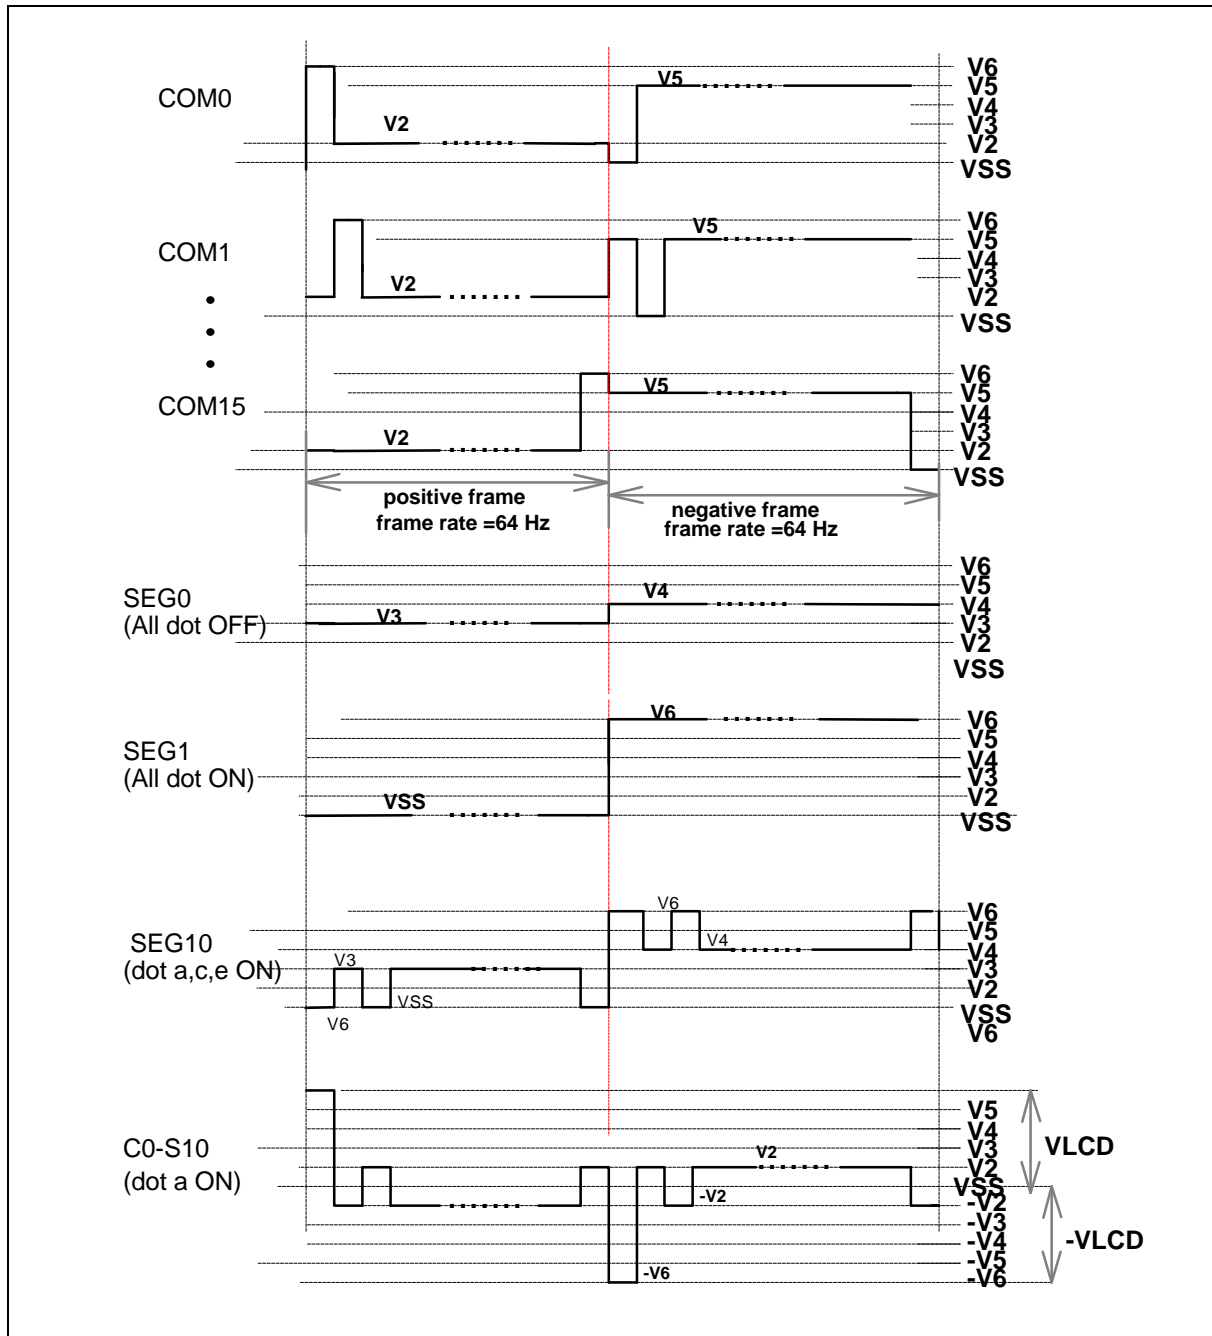 COM0
V2
V5
V6
V5
V4
V3
V2
VSS
COM1
V2
V5
V6
V5
V4
V3
V2
VSS
COM15
V2
V5
V6
V5
V4
V3
V2
VSS
positive frame
frame rate =64 Hz
negative frame
frame rate =64 Hz
SEG0
(All dot OFF)
V3
V4
V6
V5
V4
V3
V2
VSS
SEG1
(All dot ON)
VSS
V6
V6
V5
V4
V3
V2
VSS
SEG10
(dot a,c,e ON)
V3
V6
VSS
V6
V4
V6
V5
V4
V3
V2
VSS
V6
C0-S10
(dot a ON)
-V6
-V2
V2
V5
V4
V3
V2
VSS
-V2
-V3
-V4
-V5
-V6
VLCD
-VLCD